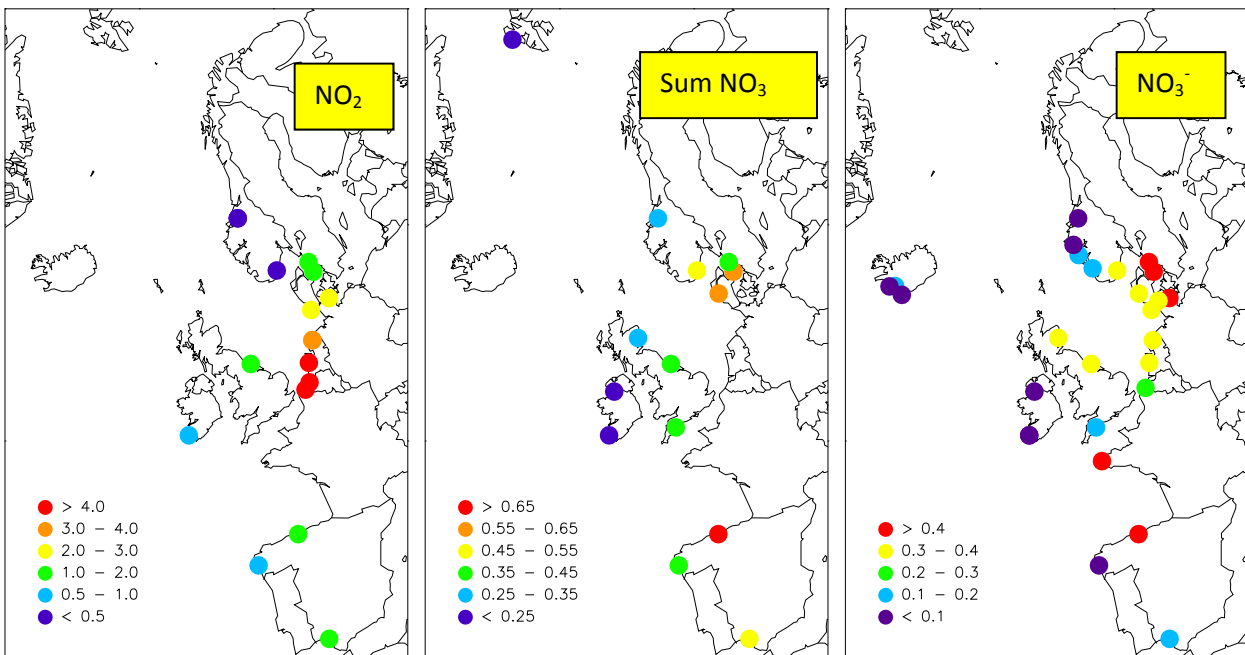 NO₂
> 4.0
3.0 – 4.0
2.0 – 3.0
1.0 – 2.0
0.5 – 1.0
< 0.5
Sum NO₃
> 0.65
0.55 – 0.65
0.45 – 0.55
0.35 – 0.45
0.25 – 0.35
< 0.25
NO₃⁻
> 0.4
0.3 – 0.4
0.2 – 0.3
0.1 – 0.2
< 0.1